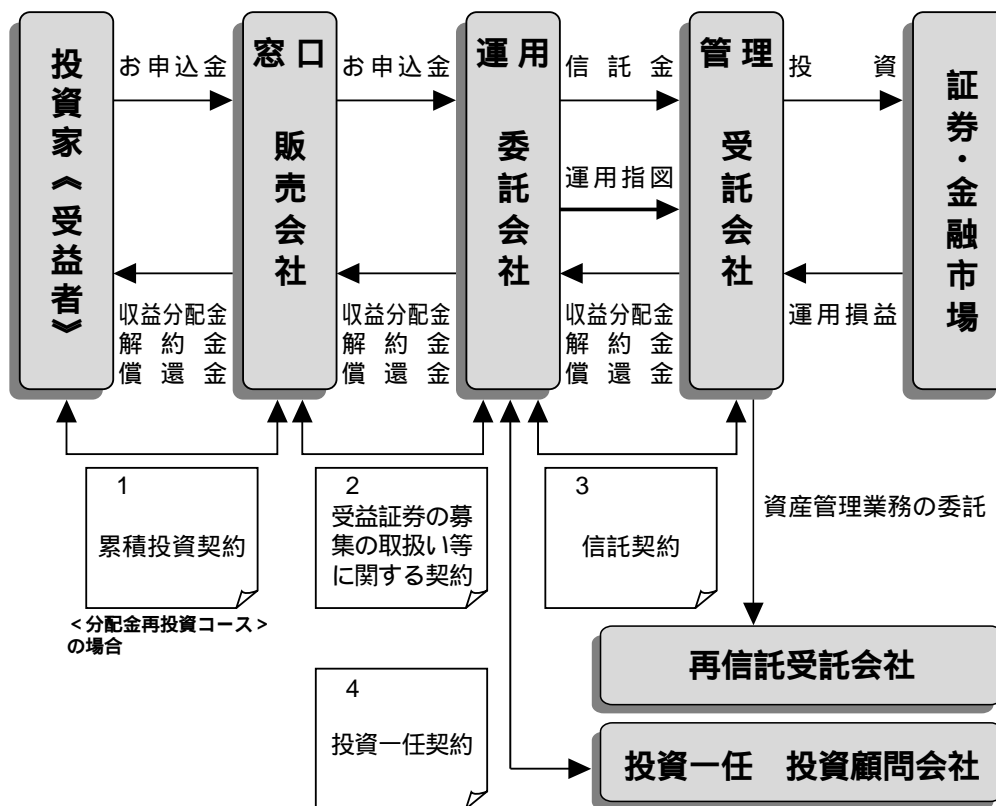 投資家《受益者》
お申込金
窓口
販売会社
お申込金
運用
委託会社
信託金
管理
受託会社
投資
証券・金融市場
運用指図
収益分配金
解約金
償還金
収益分配金
解約金
償還金
収益分配金
解約金
償還金
運用損益
1
累積投資契約
<分配金再投資コース>
の場合
2
受益証券の募
集の取扱い等
に関する契約
3
信託契約
資産管理業務の委託
再信託受託会社
4
投資一任契約
投資一任　投資顧問会社